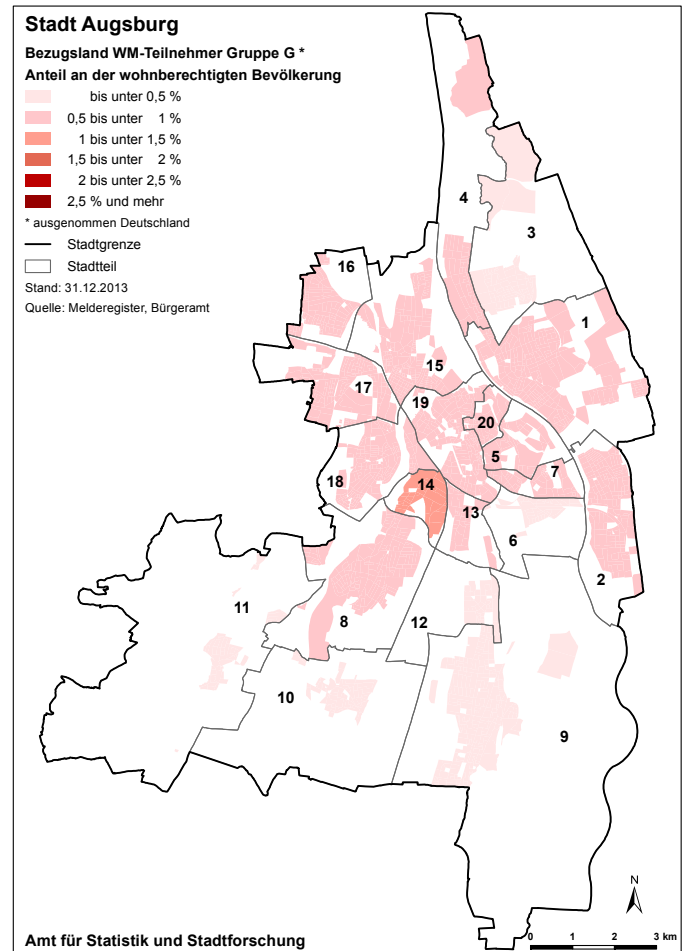 Stadt Augsburg
Bezugsland WM-Teilnehmer Gruppe G *
Anteil an der wohnberechtigten Bevölkerung
bis unter 0,5 %
0,5 bis unter 1 %
1 bis unter 1,5 %
1,5 bis unter 2 %
2 bis unter 2,5 %
2,5 % und mehr
* ausgenommen Deutschland
Stadtgrenze
Stadtteil
Stand: 31.12.2013
Quelle: Melderegister, Bürgeramt
4
3
16
1
15
17
19
20
5
7
18
14
13
6
2
11
8
12
10
9
N
Amt für Statistik und Stadtforschung
0 1 2 3 km